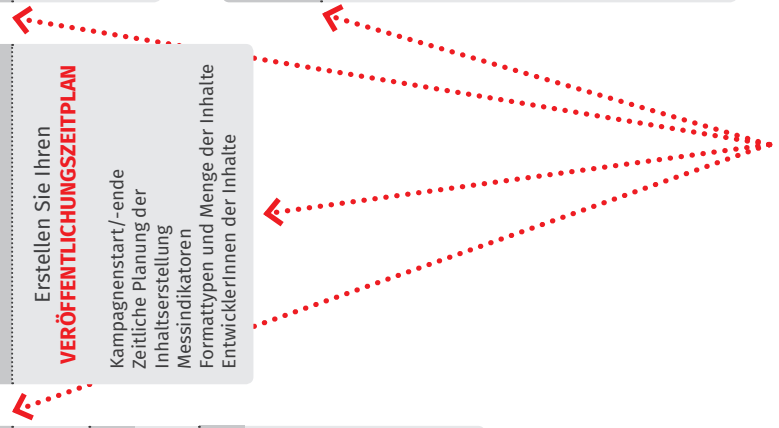 Erstellen Sie Ihren
VERÖFFENTLICHUNGSZEITPLAN
Kampagnenstart/-ende
Zeitliche Planung der
Inhaltserstellung
Messindikatoren
Formattypen und Menge der Inhalte
EntwicklerInnen der Inhalte